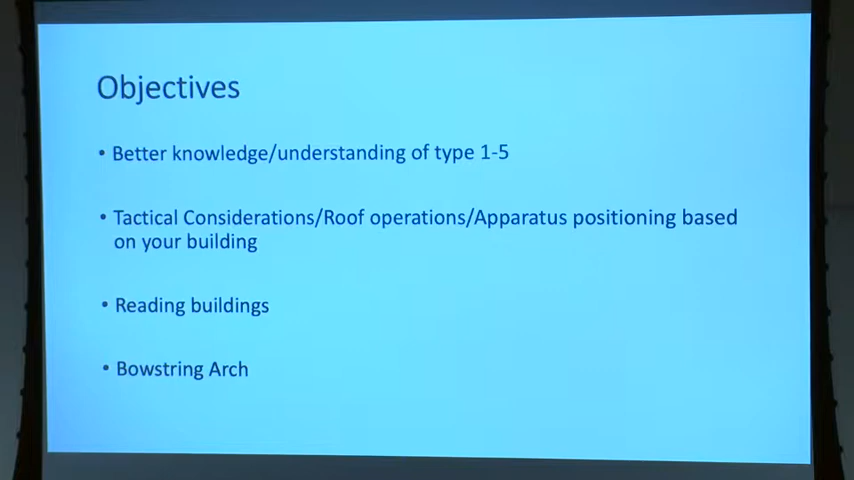 Objectives
• Better knowledge/understanding of type 1-5
• Tactical Considerations/Roof operations/Apparatus positioning based
on your building
• Reading buildings
• Bowstring Arch